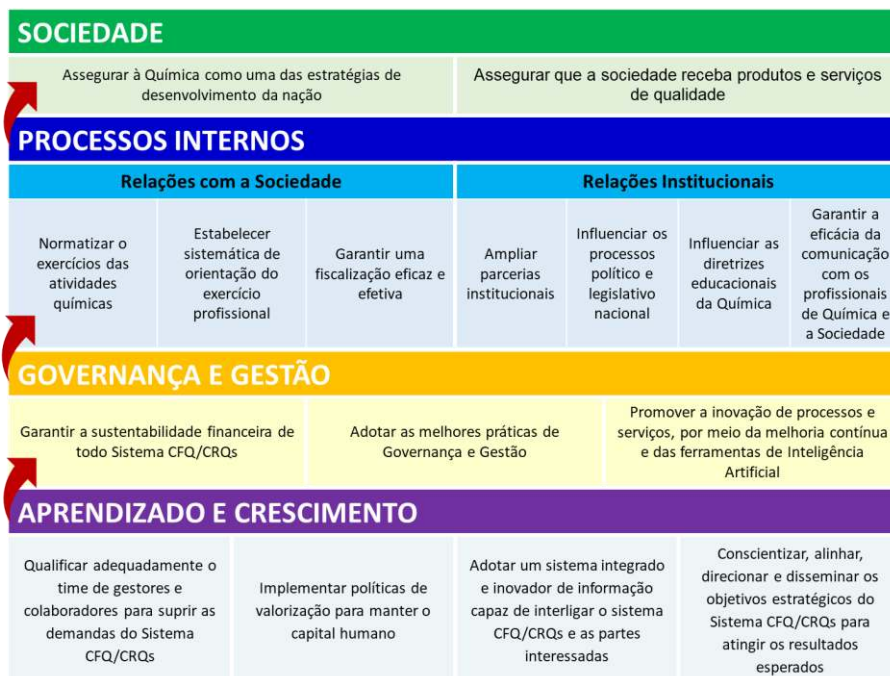 SOCIEDADE
Assegurar à Química como uma das estratégias de
desenvolvimento da nação
Assegurar que a sociedade receba produtos e serviços
de qualidade
PROCESSOS INTERNOS
Relações com a Sociedade
Relações Institucionais
Normatizar o
exercícios das
atividades
químicas
Estabelecer
sistemática de
orientação do
exercício
profissional
Garantir uma
fiscalização eficaz e
efetiva
Ampliar
parcerias
institucionais
Influenciar os
processos
político e
legislativo
nacional
Influenciar as
diretrizes
educacionais
da Química
Garantir a
eficácia da
comunicação
com os
profissionais
de Química e
a Sociedade
GOVERNANÇA E GESTÃO
Garantir a sustentabilidade financeira de
todo Sistema CFQ/CRQs
Adotar as melhores práticas de
Governança e Gestão
Promover a inovação de processos e
serviços, por meio da melhoria contínua
e das ferramentas de Inteligência
Artificial
APRENDIZADO E CRESCIMENTO
Qualificar adequadamente o
time de gestores e
colaboradores para suprir as
demandas do Sistema
CFQ/CRQs
Implementar políticas de
valorização para manter o
capital humano
Adotar um sistema integrado
e inovador de informação
capaz de interligar o sistema
CFQ/CRQs e as partes
interessadas
Conscientizar, alinhar,
direcionar e disseminar os
objetivos estratégicos do
Sistema CFQ/CRQs para
atingir os resultados
esperados